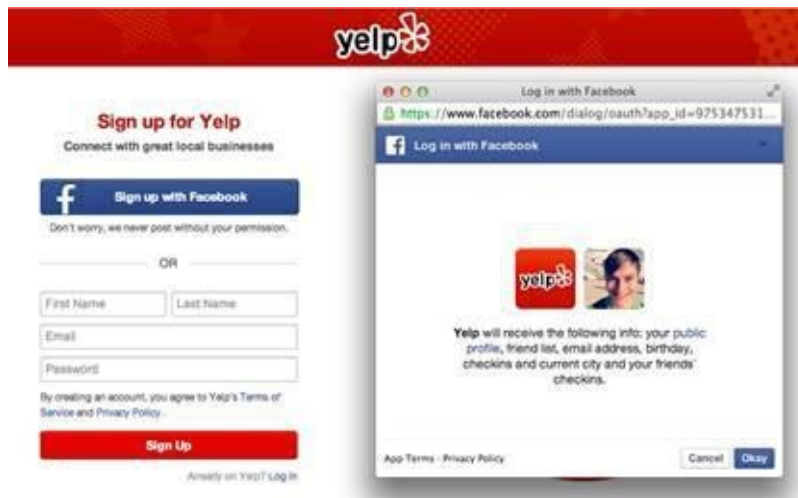 yelp
Sign up for Yelp
Connect with great local businesses
f Sign up with Facebook
Don't worry, we never post without your permission.
OR
First Name Last Name
Email
Password
By creating an account, you agree to Yelp's Terms of
Service and Privacy Policy.
Sign Up
Already on Yelp? Log In
Log in with Facebook
https://www.facebook.com/dialog/oauth?app_id=975347531...
f Log in with Facebook
yelp
Yelp will receive the following info: your public
profile, friend list, email address, birthday,
checkins and current city and your friends'
checkins.
App Terms · Privacy Policy Cancel Okay